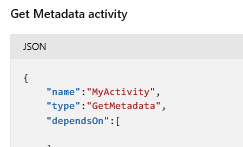 Get Metadata activity
JSON
{
"name":"MyActivity",
"type":"GetMetadata",
"dependsOn":[